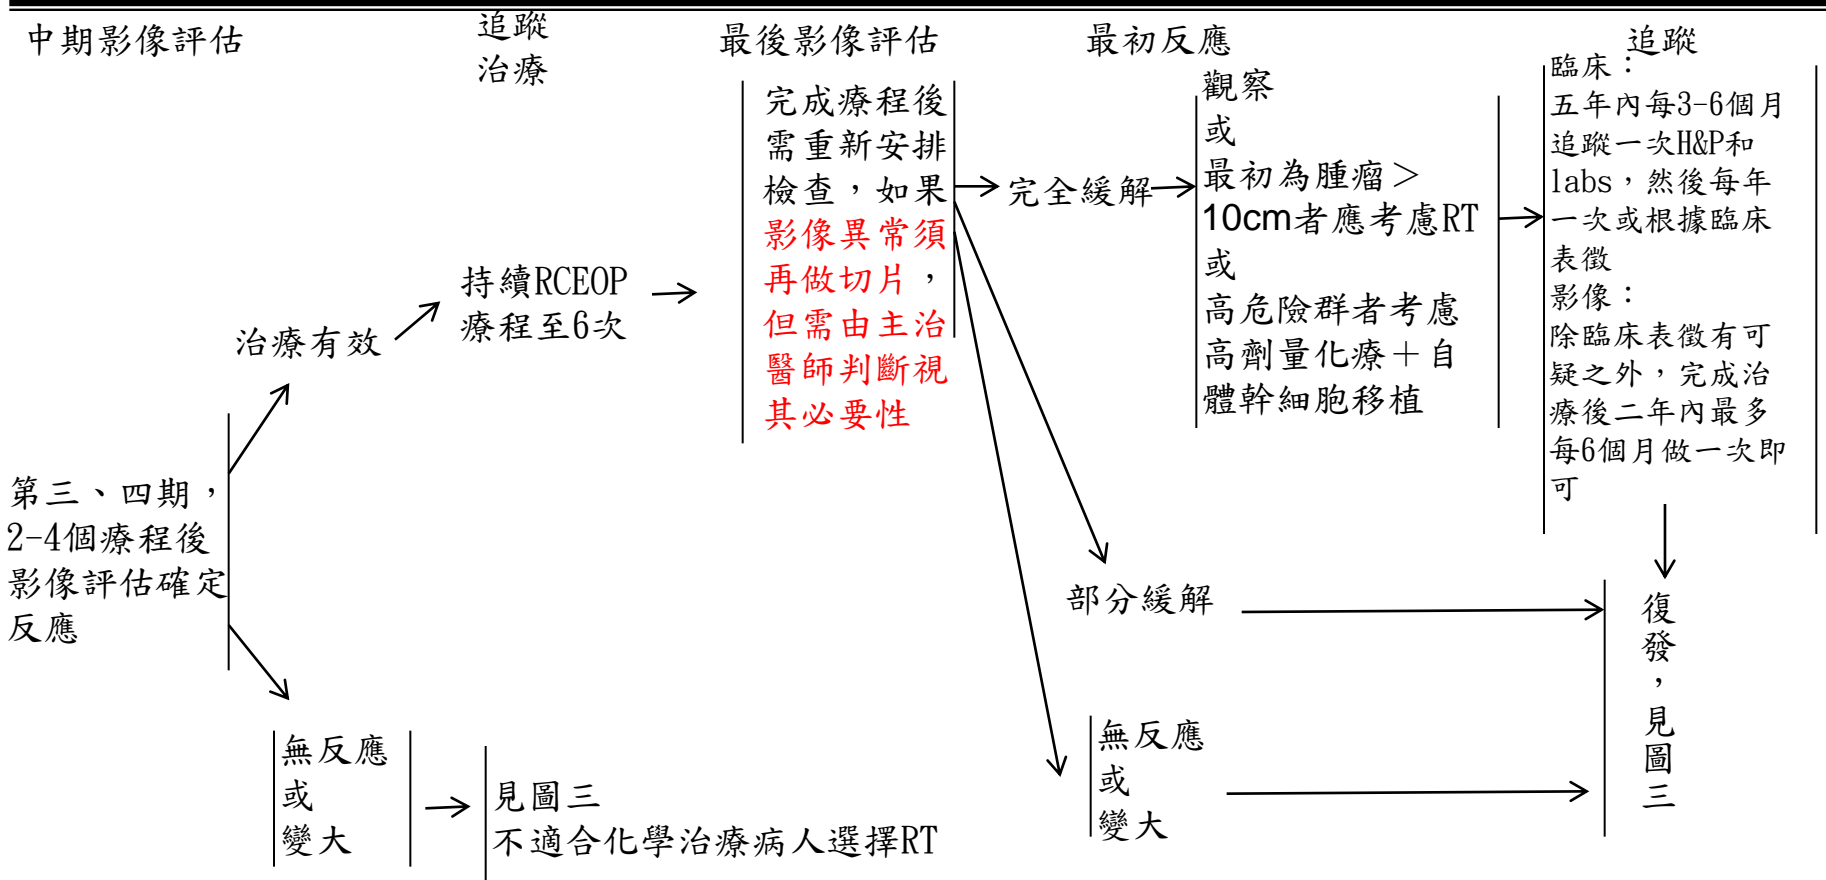 中期影像評估
追蹤
治療
最後影像評估
最初反應
追蹤
第三、四期，
2-4個療程後
影像評估確定
反應
治療有效
持續RCEOP
療程至6次
完成療程後
需重新安排
檢查，如果
影像異常須
再做切片，
但需由主治
醫師判斷視
其必要性
完全緩解
觀察
或
最初為腫瘤＞
10cm者應考慮RT
或
高危險群者考慮
高劑量化療＋自
體幹細胞移植
臨床：
五年內每3-6個月
追蹤一次H&P和
labs，然後每年
一次或根據臨床
表徵
影像：
除臨床表徵有可
疑之外，完成治
療後二年內最多
每6個月做一次即
可
部分緩解
復發，見圖三
無反應
或
變大
見圖三
不適合化學治療病人選擇RT
無反應
或
變大